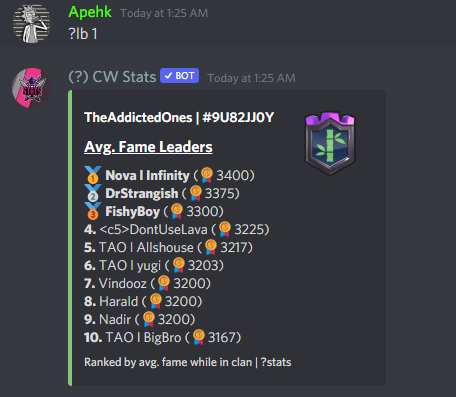 Apehk Today at 1:25 AM
?lb 1
(?) CW Stats BOT Today at 1:25 AM
TheAddictedOnes | #9U82JJ0Y
Avg. Fame Leaders
Nova l Infinity ( 3400)
DrStrangish ( 3375)
FishyBoy ( 3300)
4. <c5>DontUseLava ( 3225)
5. TAO l Allshouse ( 3217)
6. TAO l yugi ( 3203)
7. Vindooz ( 3200)
8. Harald ( 3200)
9. Nadir ( 3200)
10. TAO l BigBro ( 3167)
Ranked by avg. fame while in clan | ?stats